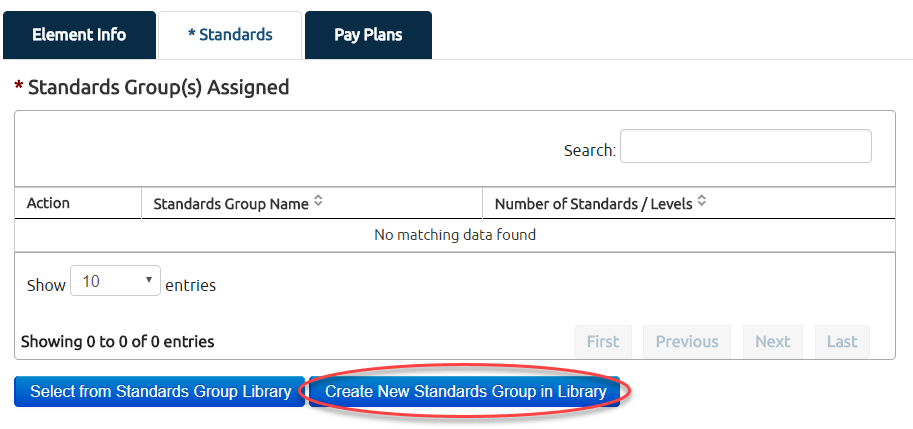 Element Info * Standards Pay Plans
* Standards Group(s) Assigned
Search:
Action Standards Group Name Number of Standards / Levels
No matching data found
Show 10 entries
Showing 0 to 0 of 0 entries First Previous Next Last
Select from Standards Group Library Create New Standards Group in Library